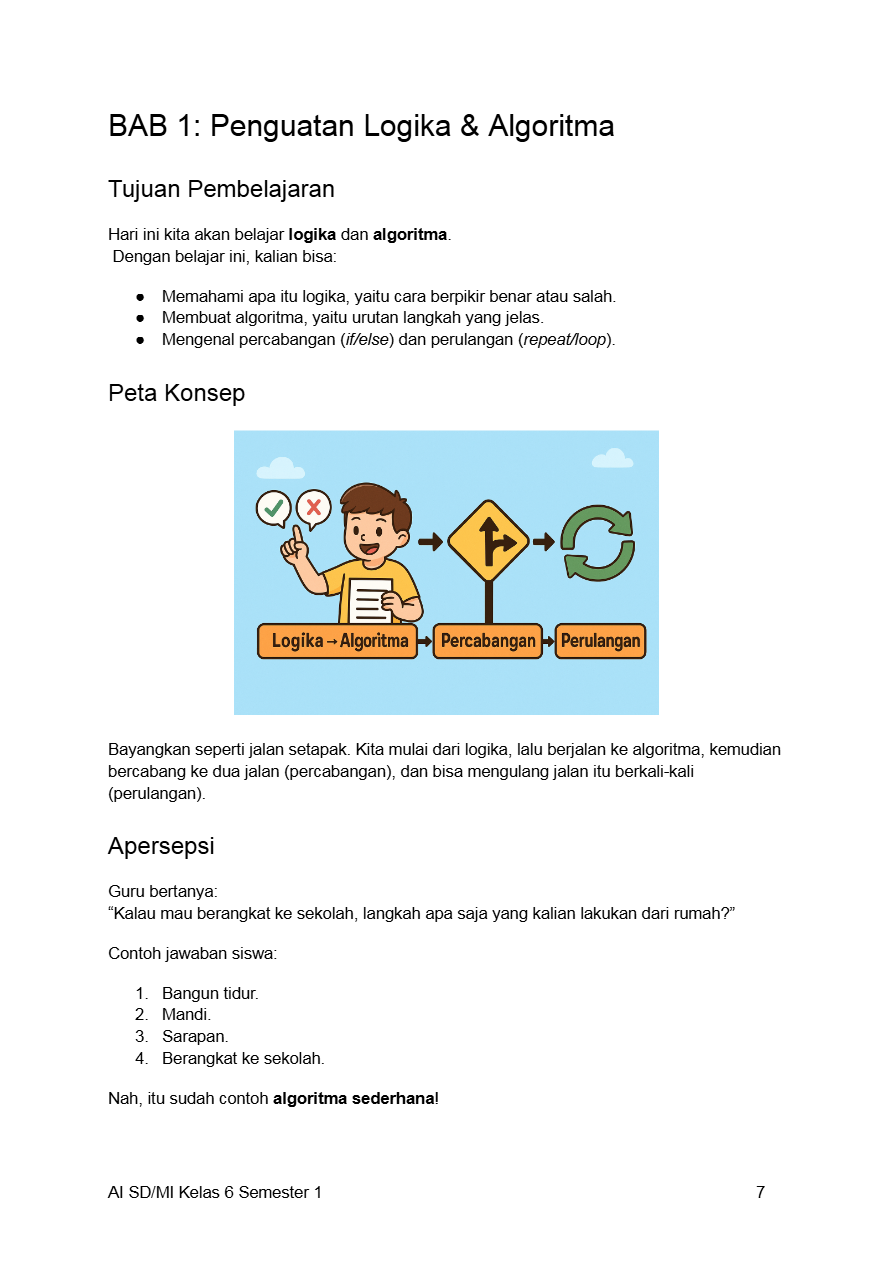 BAB 1: Penguatan Logika & Algoritma
Tujuan Pembelajaran
Hari ini kita akan belajar logika dan algoritma.
Dengan belajar ini, kalian bisa:
● Memahami apa itu logika, yaitu cara berpikir benar atau salah.
● Membuat algoritma, yaitu urutan langkah yang jelas.
● Mengenal percabangan (if/else) dan perulangan (repeat/loop).
Peta Konsep
Logika → Algoritma
Percabangan
Perulangan
Bayangkan seperti jalan setapak. Kita mulai dari logika, lalu berjalan ke algoritma, kemudian
bercabang ke dua jalan (percabangan), dan bisa mengulang jalan itu berkali-kali
(perulangan).
Apersepsi
Guru bertanya:
“Kalau mau berangkat ke sekolah, langkah apa saja yang kalian lakukan dari rumah?”
Contoh jawaban siswa:
1. Bangun tidur.
2. Mandi.
3. Sarapan.
4. Berangkat ke sekolah.
Nah, itu sudah contoh algoritma sederhana!
AI SD/MI Kelas 6 Semester 1 7